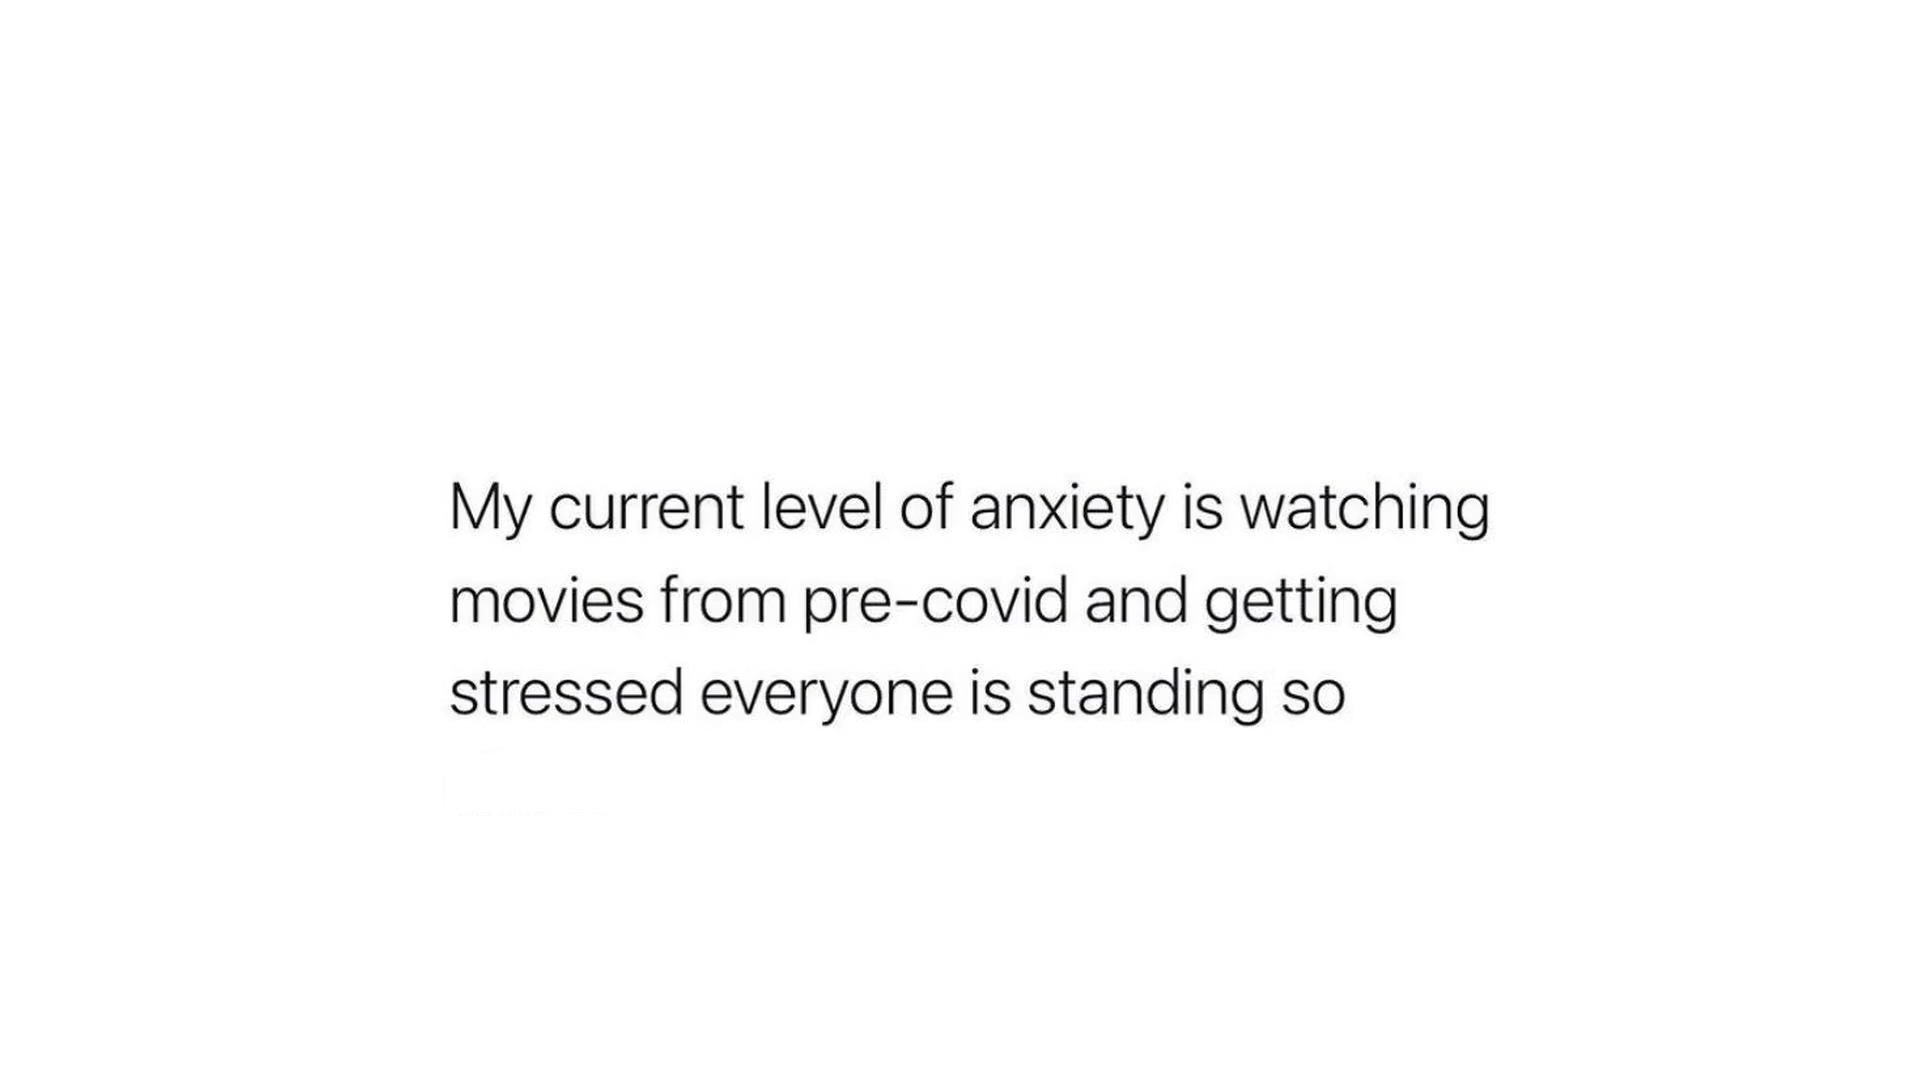 My current level of anxiety is watching
movies from pre-covid and getting
stressed everyone is standing so